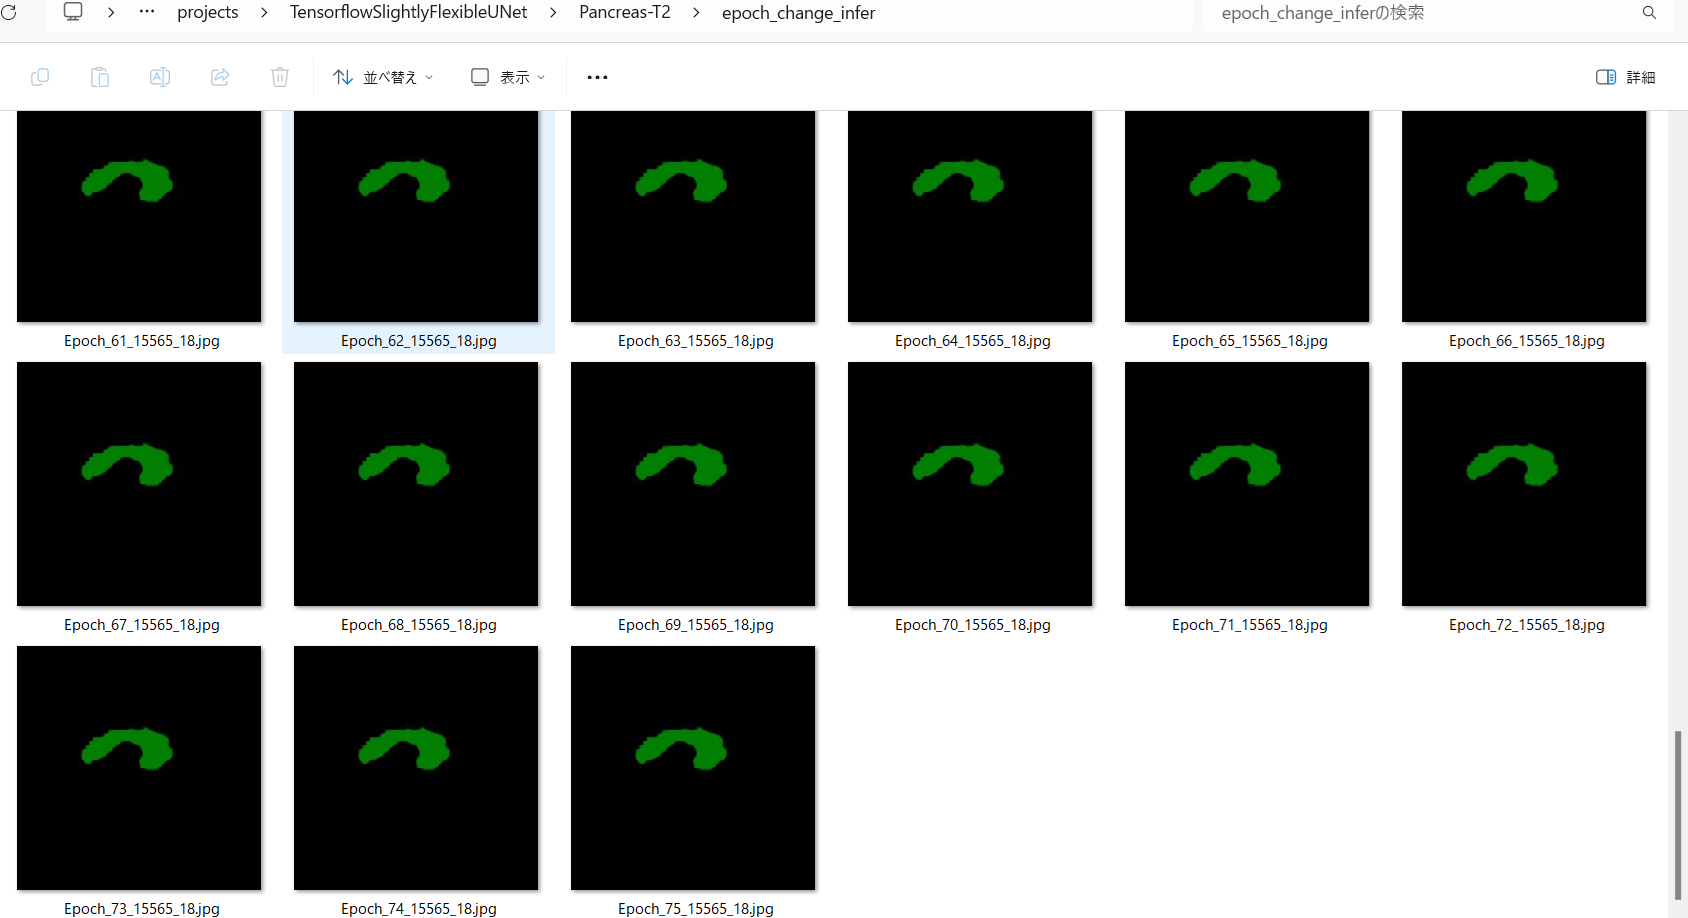 projects > TensorflowSlightlyFlexibleUNet > Pancreas-T2 > epoch_change_infer
epoch_change_inferの検索
並べ替え 表示 詳細
Epoch_61_15565_18.jpg
Epoch_62_15565_18.jpg
Epoch_63_15565_18.jpg
Epoch_64_15565_18.jpg
Epoch_65_15565_18.jpg
Epoch_66_15565_18.jpg
Epoch_67_15565_18.jpg
Epoch_68_15565_18.jpg
Epoch_69_15565_18.jpg
Epoch_70_15565_18.jpg
Epoch_71_15565_18.jpg
Epoch_72_15565_18.jpg
Epoch_73_15565_18.jpg
Epoch_74_15565_18.jpg
Epoch_75_15565_18.jpg